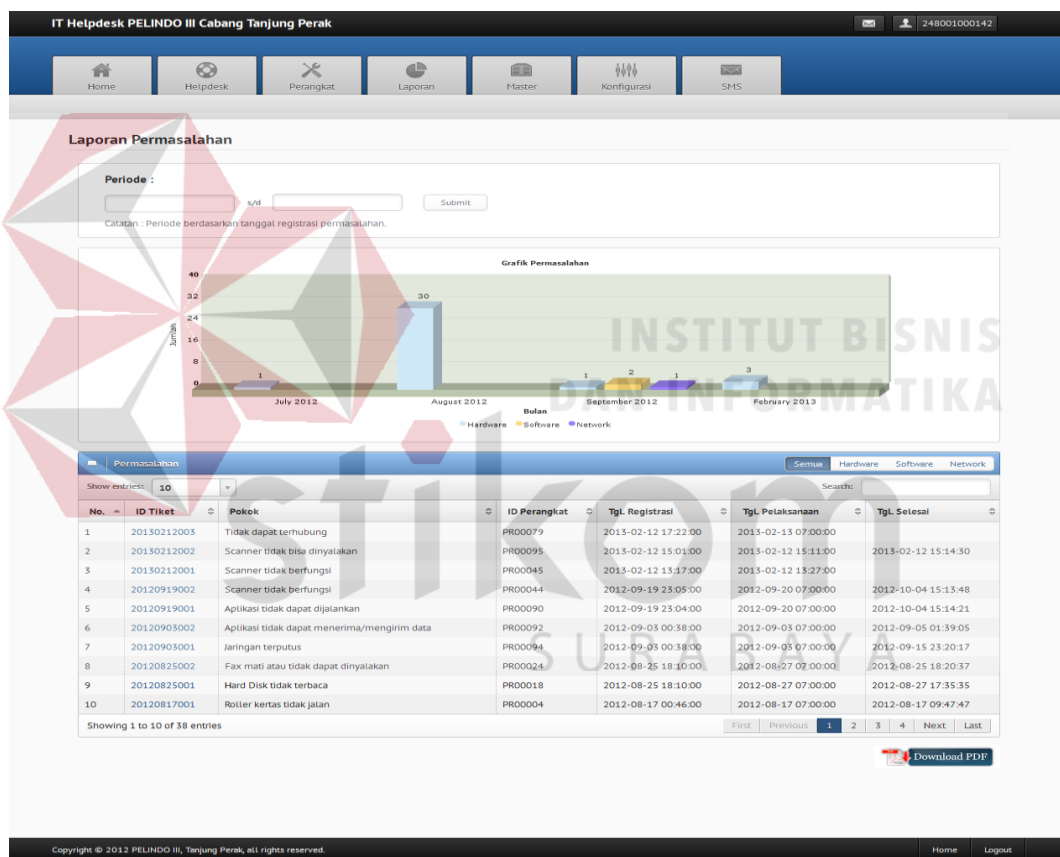 IT Helpdesk PELINDO III Cabang Tanjung Perak 248001000142
Home Helpdesk Perangkat Laporan Master Konfigurasi SMS
Laporan Permasalahan
Periode :
s/d Submit
Catatan : Periode berdasarkan tanggal registrasi permasalahan.
Grafik Permasalahan
40
32
24
16
8
0
Jumlah
1
30
1
2
1
3
July 2012 August 2012 September 2012 February 2013
Bulan
Hardware Software Network
INSTITUT BISNIS
DAN INFORMATIKA
stikom
SURABAYA
Permasalahan Semua Hardware Software Network
Show entries: 10 Search:
No. ID Tiket Pokok ID Perangkat Tgl. Registrasi Tgl. Pelaksanaan Tgl. Selesai
1 20130212003 Tidak dapat terhubung PR00079 2013-02-12 17:22:00 2013-02-13 07:00:00
2 20130212002 Scanner tidak bisa dinyalakan PR00095 2013-02-12 15:01:00 2013-02-12 15:11:00 2013-02-12 15:14:30
3 20130212001 Scanner tidak berfungsi PR00045 2013-02-12 13:17:00 2013-02-12 13:27:00
4 20120919002 Scanner tidak berfungsi PR00044 2012-09-19 23:05:00 2012-09-20 07:00:00 2012-10-04 15:13:48
5 20120919001 Aplikasi tidak dapat dijalankan PR00090 2012-09-19 23:04:00 2012-09-20 07:00:00 2012-10-04 15:14:21
6 20120903002 Aplikasi tidak dapat menerima/mengirim data PR00092 2012-09-03 00:38:00 2012-09-03 07:00:00 2012-09-05 01:39:05
7 20120903001 Jaringan terputus PR00094 2012-09-03 00:38:00 2012-09-03 07:00:00 2012-09-15 23:20:17
8 20120825002 Fax mati atau tidak dapat dinyalakan PR00024 2012-08-25 18:10:00 2012-08-27 07:00:00 2012-08-25 18:20:37
9 20120825001 Hard Disk tidak terbaca PR00018 2012-08-25 18:10:00 2012-08-27 07:00:00 2012-08-27 17:35:35
10 20120817001 Roller kertas tidak jalan PR00004 2012-08-17 00:46:00 2012-08-17 07:00:00 2012-08-17 09:47:47
Showing 1 to 10 of 38 entries First Previous 1 2 3 4 Next Last
Download PDF
Copyright © 2012 PELINDO III, Tanjung Perak, all rights reserved. Home Logout